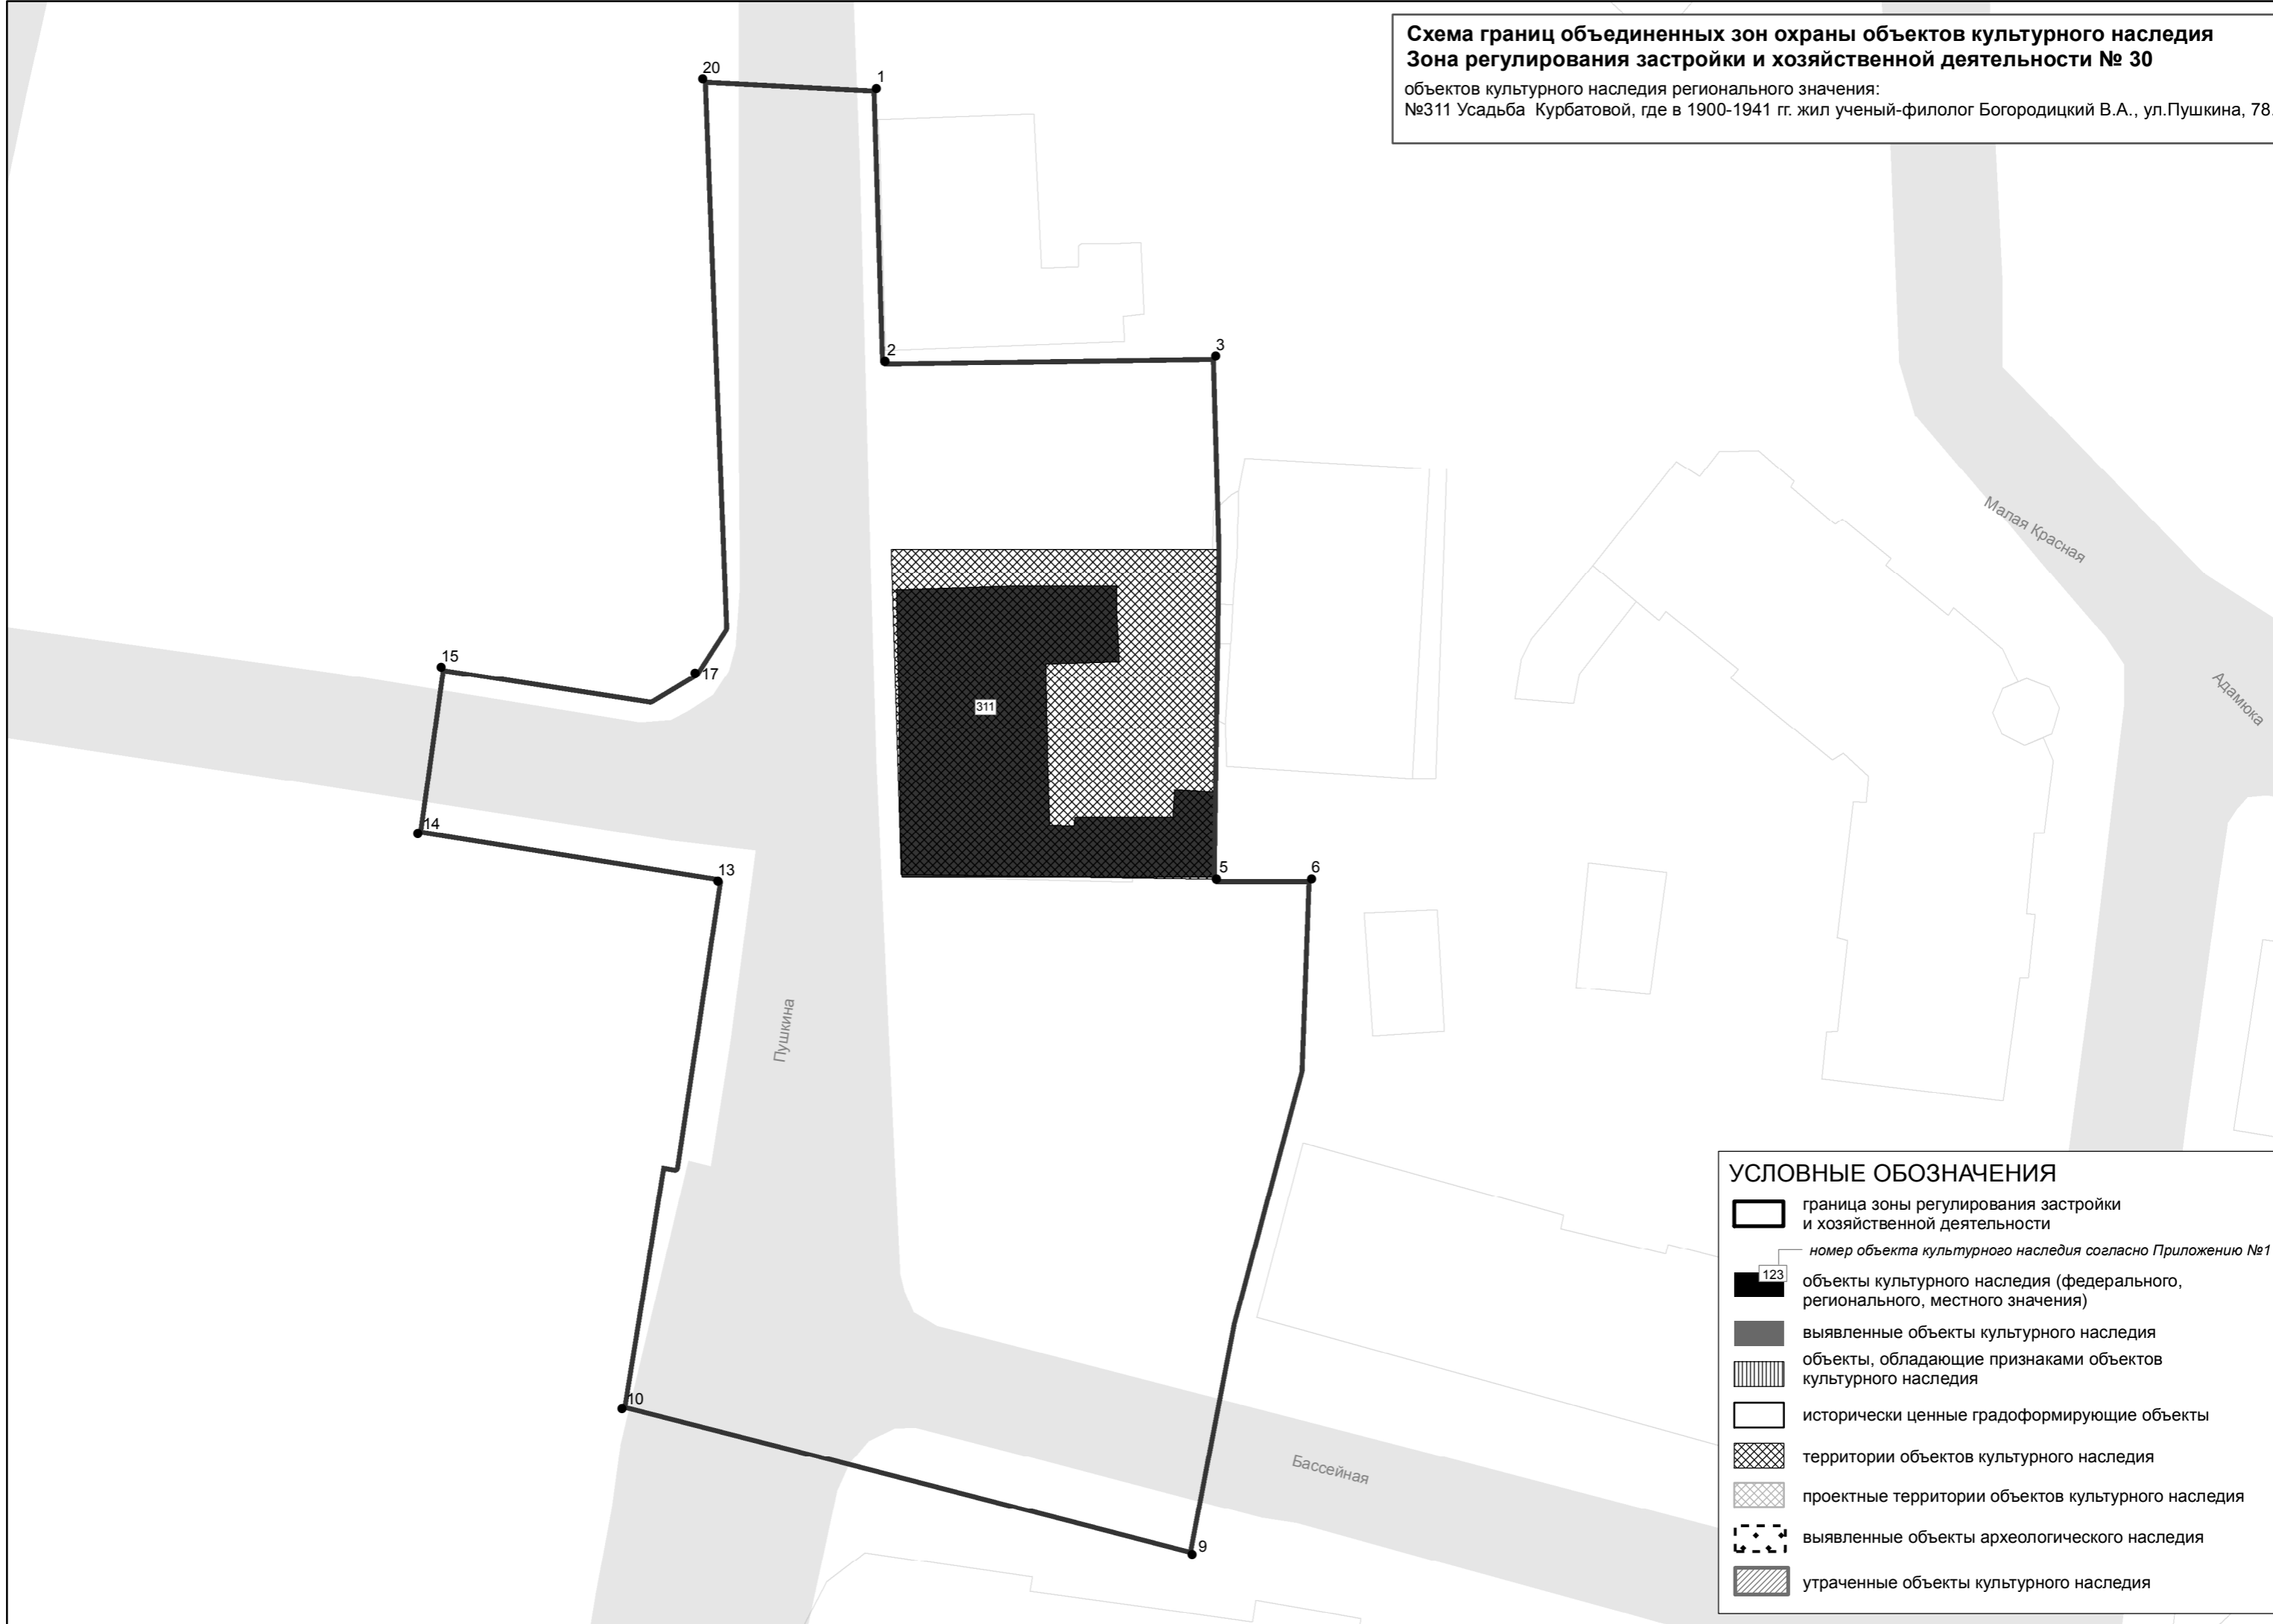 Схема границ объединенных зон охраны объектов культурного наследия
Зона регулирования застройки и хозяйственной деятельности № 30
объектов культурного наследия регионального значения:
№311 Усадьба Курбатовой, где в 1900-1941 гг. жил ученый-филолог Богородицкий В.А., ул.Пушкина, 78.
20
1
2
3
Малая Красная
15
17
Адамюка
311
14
13
5
6
Пушкина
10
Бассейная
9
УСЛОВНЫЕ ОБОЗНАЧЕНИЯ
граница зоны регулирования застройки
и хозяйственной деятельности
номер объекта культурного наследия согласно Приложению №1
123
объекты культурного наследия (федерального,
регионального, местного значения)
выявленные объекты культурного наследия
объекты, обладающие признаками объектов
культурного наследия
исторически ценные градоформирующие объекты
территории объектов культурного наследия
проектные территории объектов культурного наследия
выявленные объекты археологического наследия
утраченные объекты культурного наследия